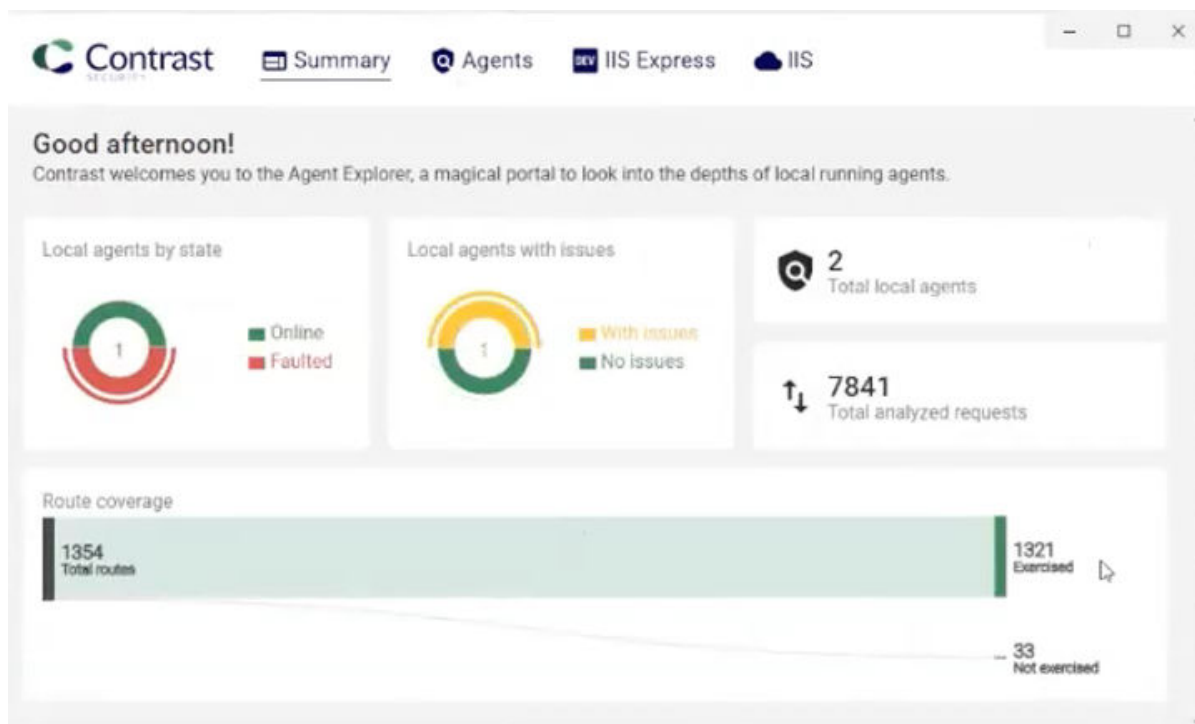 Contrast
SECURITY
Summary
Agents
DEV IIS Express
IIS
Good afternoon!
Contrast welcomes you to the Agent Explorer, a magical portal to look into the depths of local running agents.
Local agents by state
1
Online
Faulted
Local agents with issues
1
With issues
No issues
2
Total local agents
7841
Total analyzed requests
Route coverage
1354
Total routes
1321
Exercised
33
Not exercised